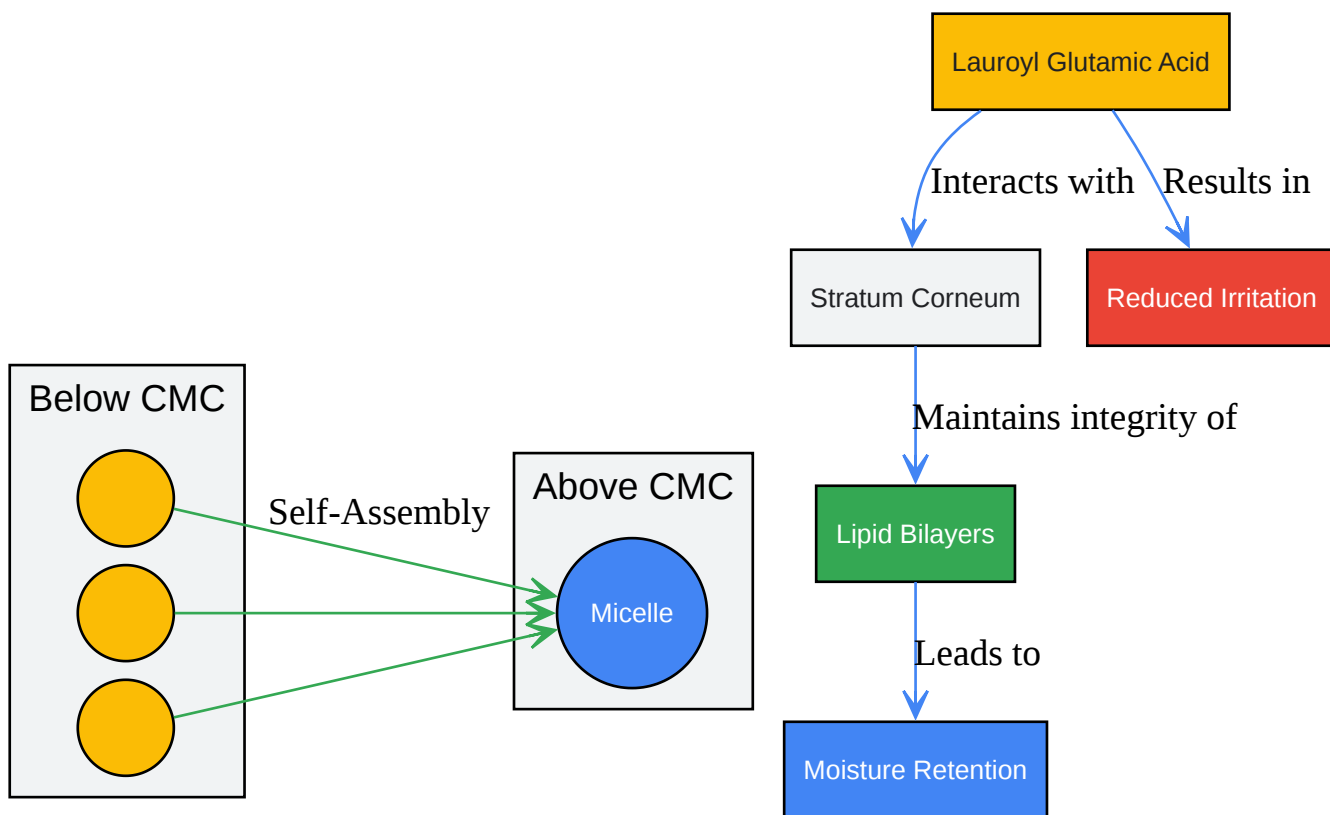 Lauroyl Glutamic Acid
Interacts with
Results in
Stratum Corneum
Reduced Irritation
Below CMC
Maintains integrity of
Above CMC
Self-Assembly
Lipid Bilayers
Micelle
Leads to
Moisture Retention